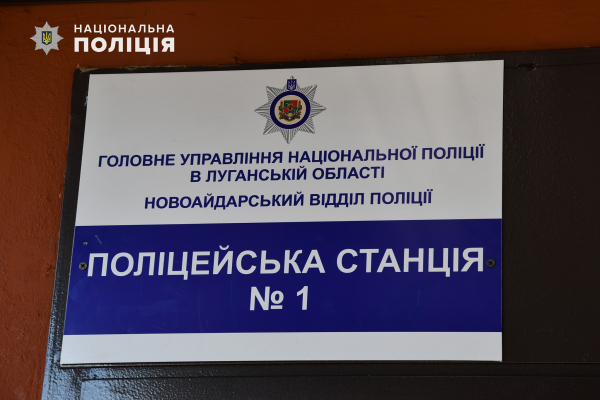 НАЦІОНАЛЬНА
ПОЛІЦІЯ
ГОЛОВНЕ УПРАВЛІННЯ НАЦІОНАЛЬНОЇ ПОЛІЦІЇ
В ЛУГАНСЬКІЙ ОБЛАСТІ
НОВОАЙДАРСЬКИЙ ВІДДІЛ ПОЛІЦІЇ
ПОЛІЦЕЙСЬКА СТАНЦІЯ
№ 1